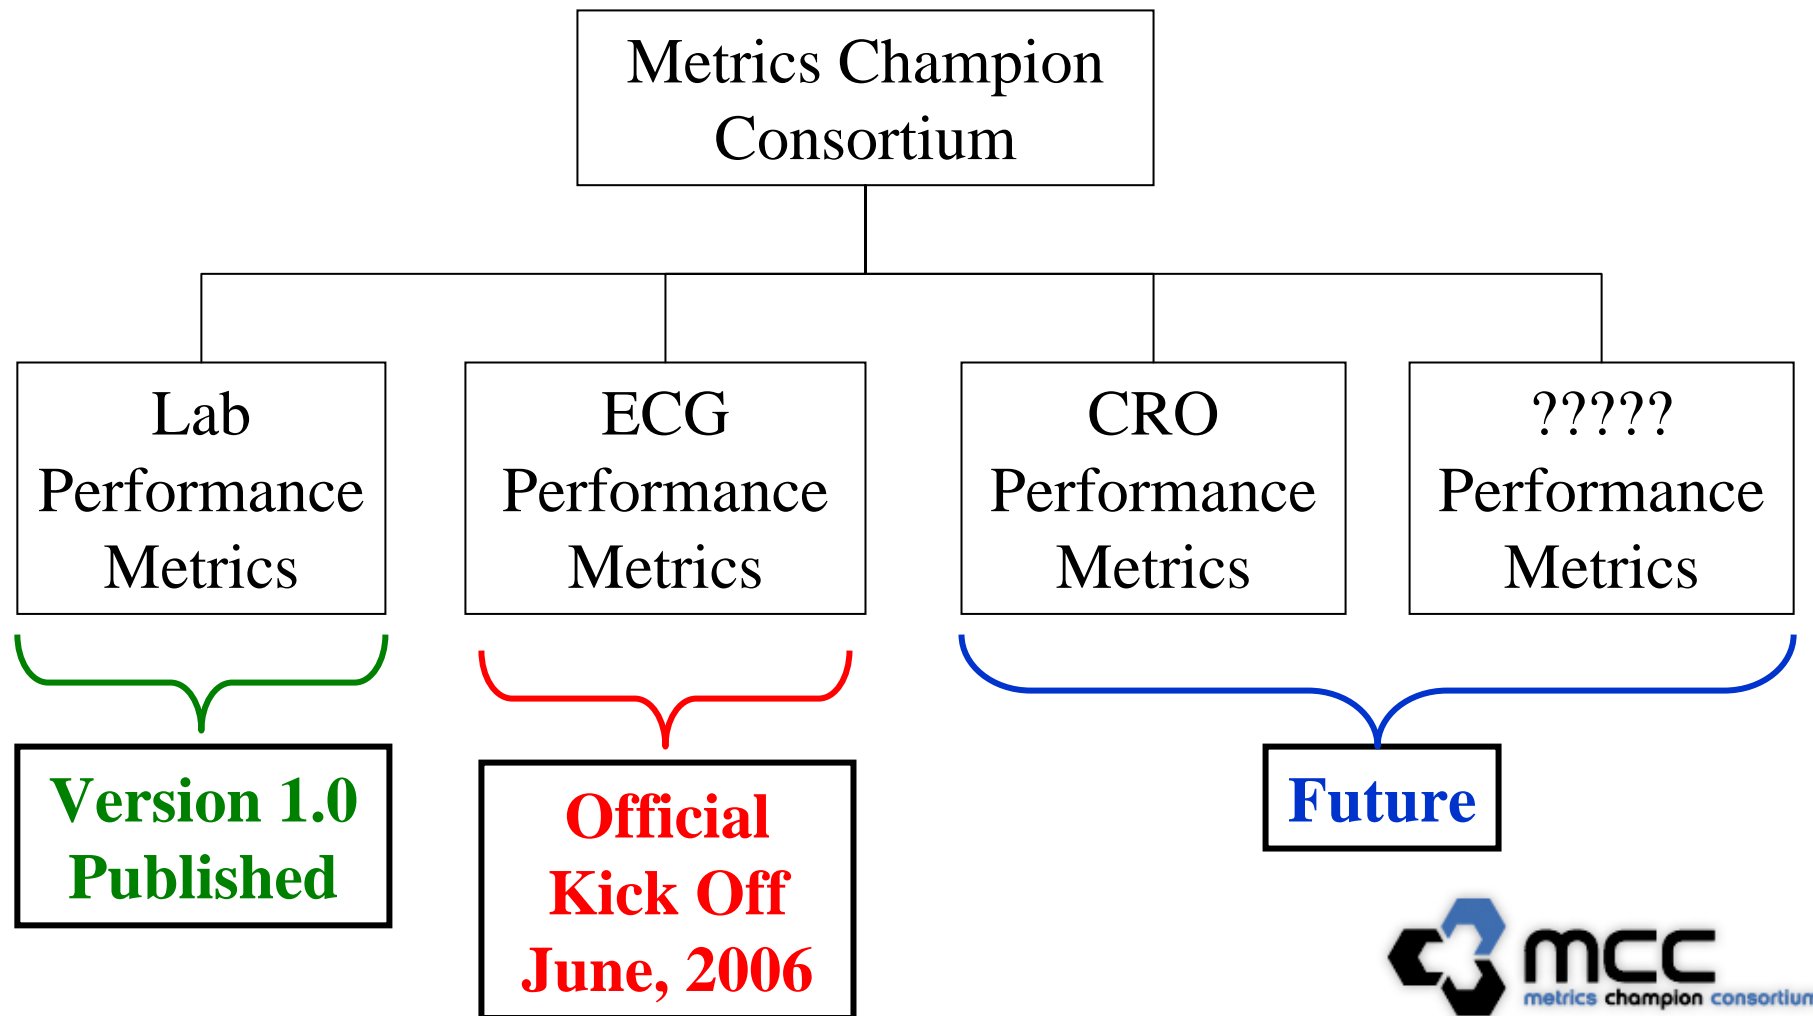 Metrics Champion
Consortium
Lab
Performance
Metrics
ECG
Performance
Metrics
CRO
Performance
Metrics
?????
Performance
Metrics
Version 1.0
Published
Official
Kick Off
June, 2006
Future
mcc
metrics champion consortium